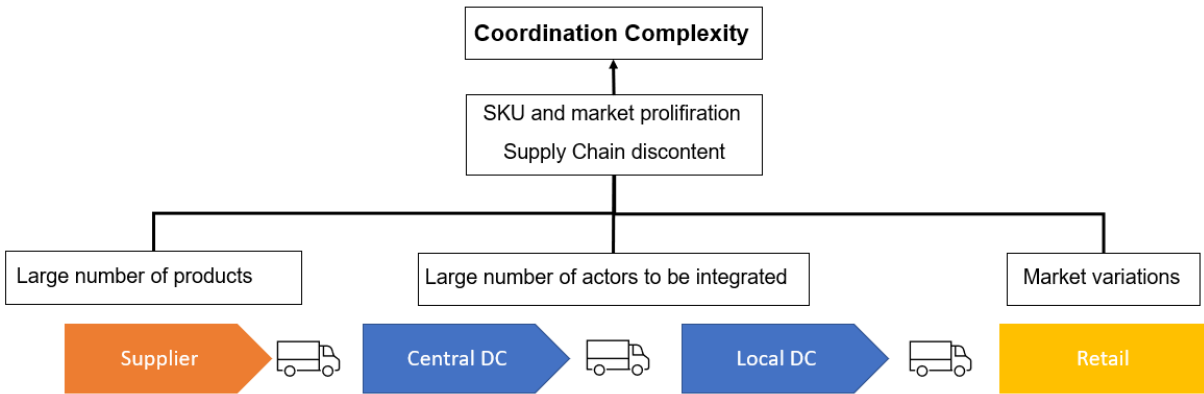 Coordination Complexity
SKU and market prolifiration
Supply Chain discontent
Large number of products
Large number of actors to be integrated
Market variations
Supplier
Central DC
Local DC
Retail